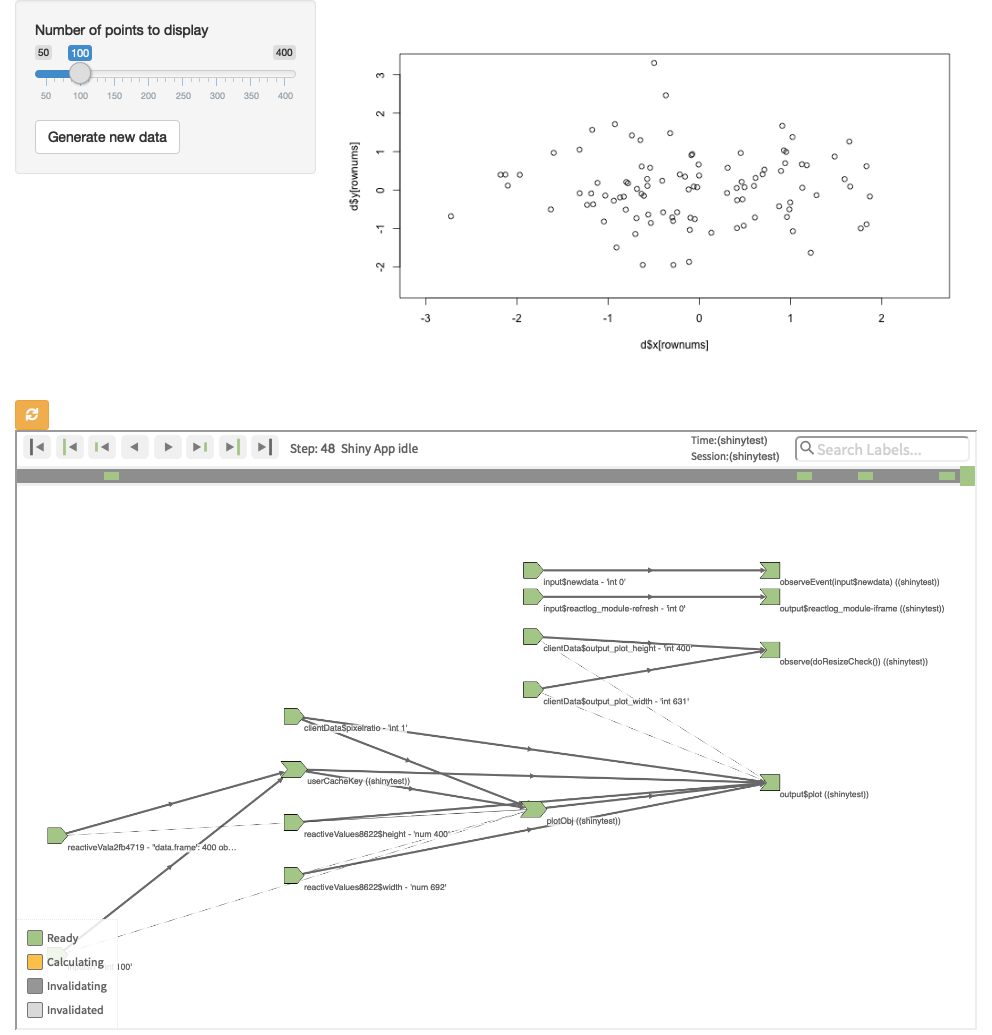 Number of points to display
50 100 400
50 100 150 200 250 300 350 400
Generate new data
d$y[rownums]
3
2
1
0
-1
-2
-3 -2 -1 0 1 2
d$x[rownums]
Step: 48 Shiny App idle
Time:(shinytest)
Session:(shinytest)
Search Labels...
input$newdata - 'int 0'
observeEvent(input$newdata) ((shinytest))
input$reactlog_module-refresh - 'int 0'
output$reactlog_module-iframe ((shinytest))
clientData$output_plot_height - 'int 400'
observe(doResizeCheck()) ((shinytest))
clientData$output_plot_width - 'int 631'
clientData$pixelratio - 'int 1'
userCacheKey ((shinytest))
output$plot ((shinytest))
plotObj ((shinytest))
reactiveValues8622$height - 'num 400'
reactiveVala2fb4719 - "data.frame': 400 ob...
reactiveValues8622$width - 'num 692'
100'
Ready
Calculating
Invalidating
Invalidated